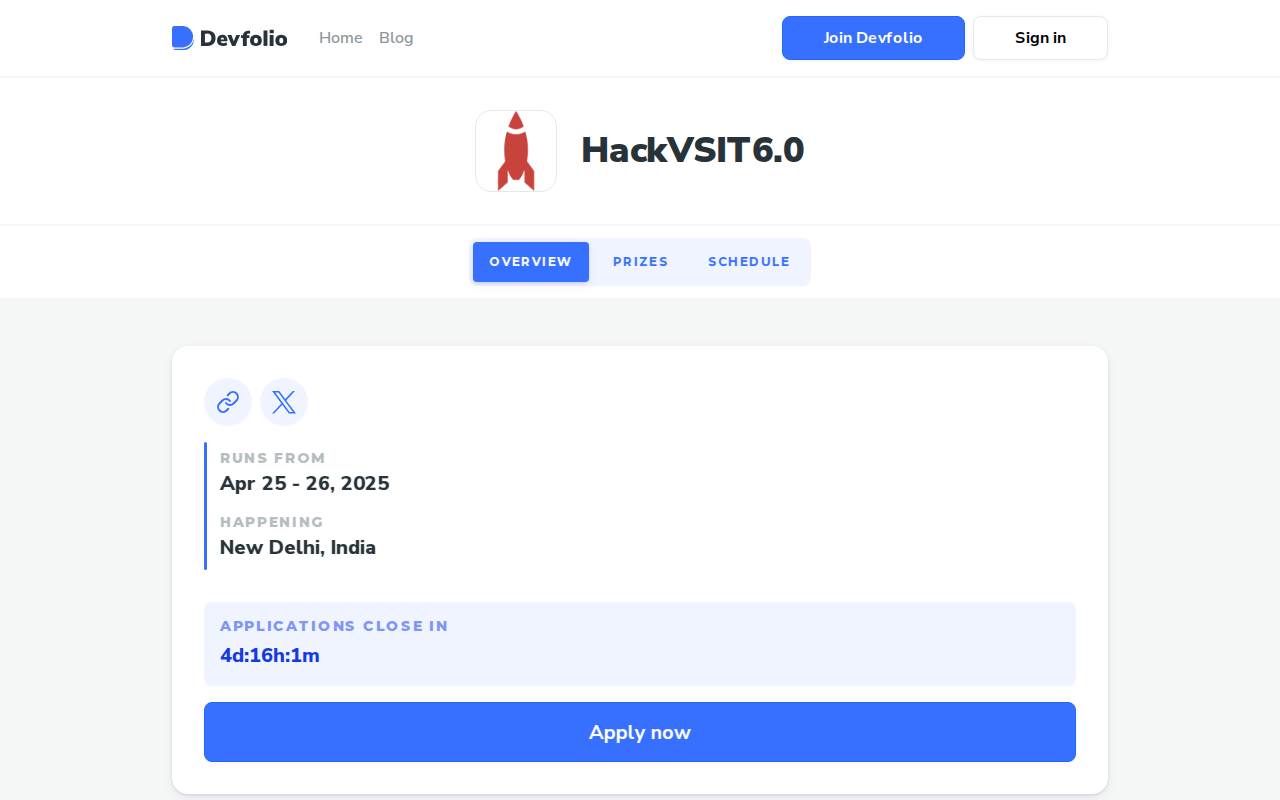 Devfolio
Home
Blog
Join Devfolio
Sign in
HackVSIT6.0
OVERVIEW
PRIZES
SCHEDULE
RUNS FROM
Apr 25 - 26, 2025
HAPPENING
New Delhi, India
APPLICATIONS CLOSE IN
4d:16h:1m
Apply now